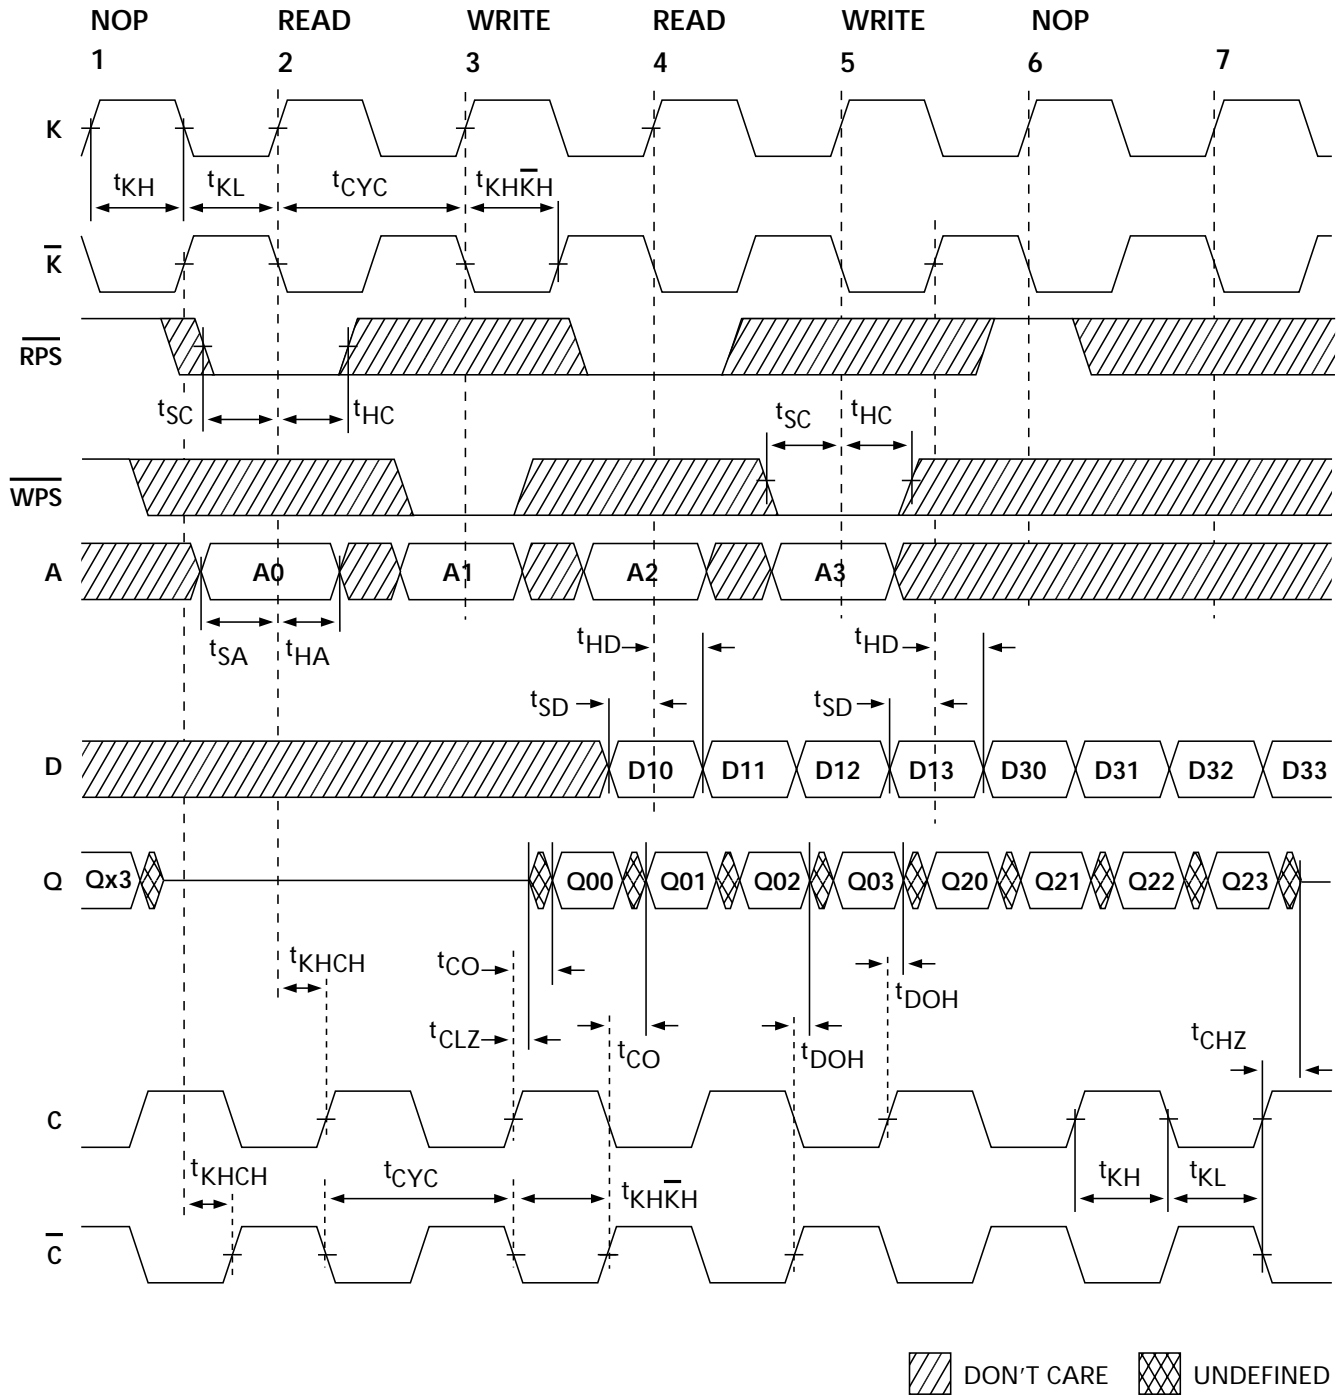 NOP READ WRITE READ WRITE NOP
1 2 3 4 5 6 7
K
tKH tKL tCYC tKHK̅H
K̅
R̅P̅S̅
tSC tHC tSC tHC
W̅P̅S̅
A A0 A1 A2 A3
tSA tHA tHD tHD
tSD tSD
D D10 D11 D12 D13 D30 D31 D32 D33
Q Qx3 Q00 Q01 Q02 Q03 Q20 Q21 Q22 Q23
tKHCH tCO tDOH
tCLZ tCO tDOH tCHZ
C
tKHCH tCYC tKHK̅H tKH tKL
C̅
DON'T CARE UNDEFINED